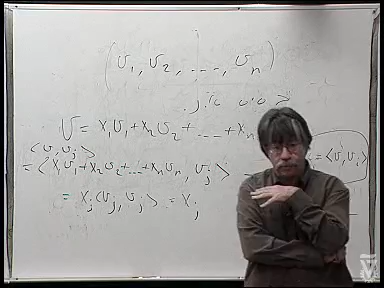 (v₁, v₂, ..., vₙ)
v = x₁v₁ + x₂v₂ + ... + xₙ
⟨v, vⱼ⟩
= ⟨x₁v₁ + x₂v₂ + ... + xₙvₙ, vⱼ⟩
= ⟨v, vⱼ⟩
= xⱼ⟨vⱼ, vⱼ⟩ = xⱼ